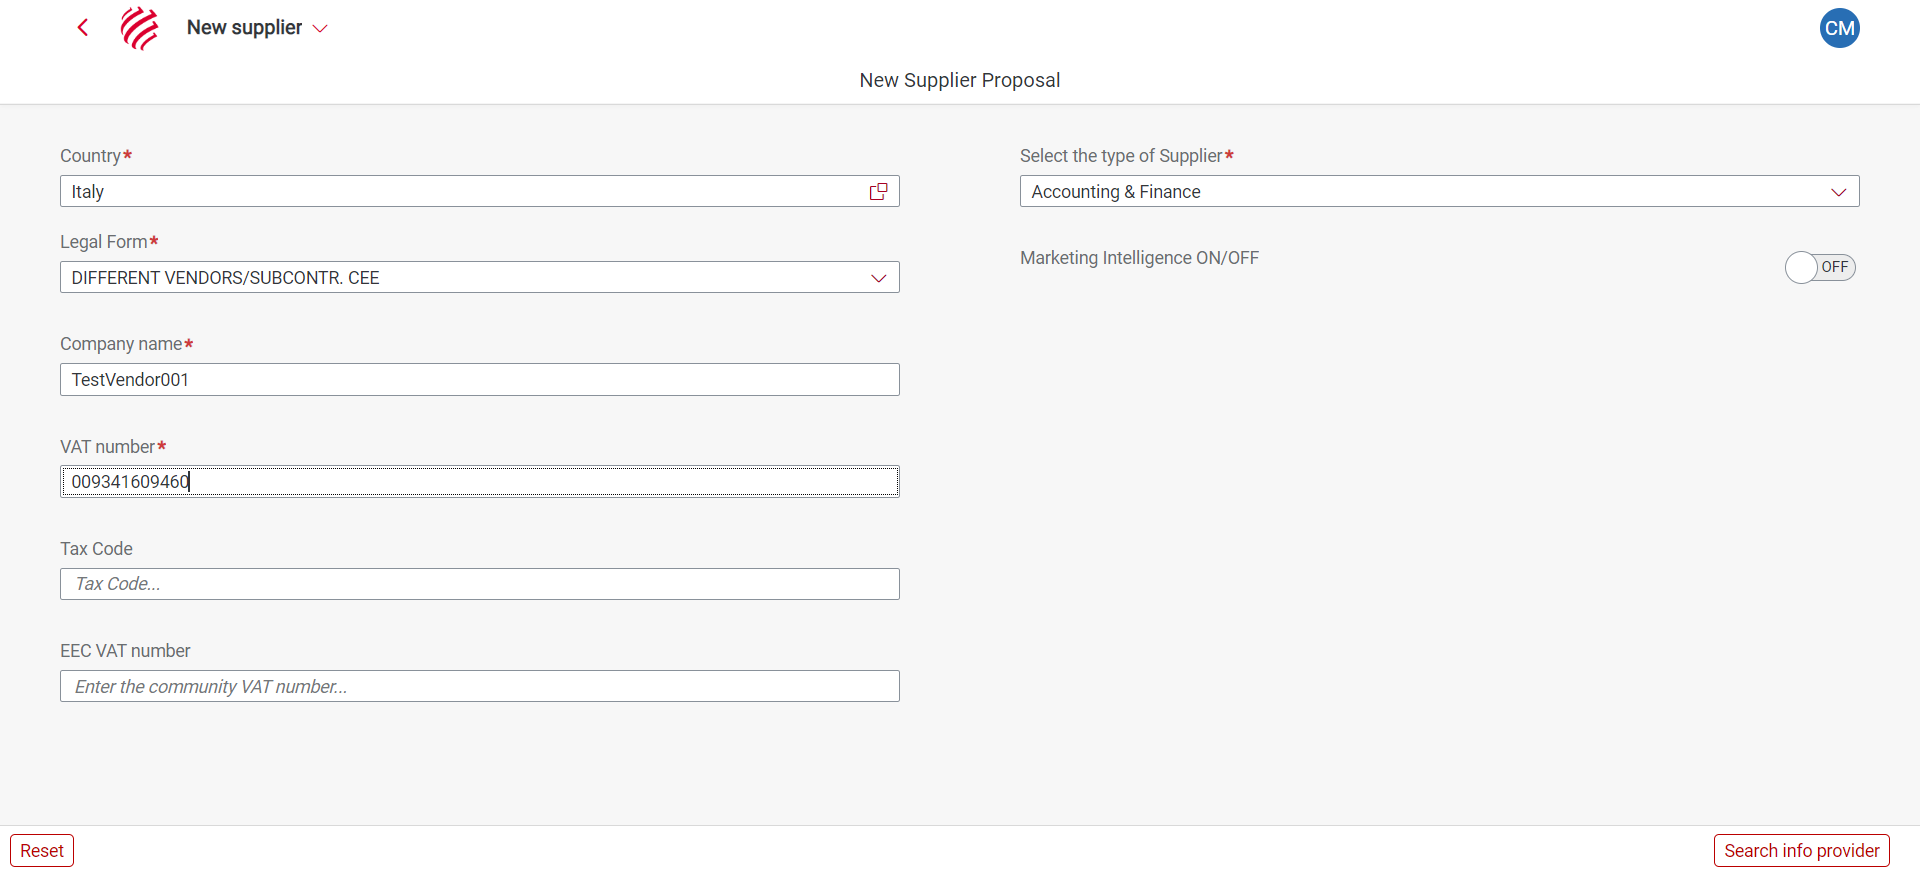 New supplier
CM
New Supplier Proposal
Country*
Italy
Legal Form*
DIFFERENT VENDORS/SUBCONTR. CEE
Company name*
TestVendor001
VAT number*
009341609460
Tax Code
Tax Code...
EEC VAT number
Enter the community VAT number...
Select the type of Supplier*
Accounting & Finance
Marketing Intelligence ON/OFF
OFF
Reset
Search info provider